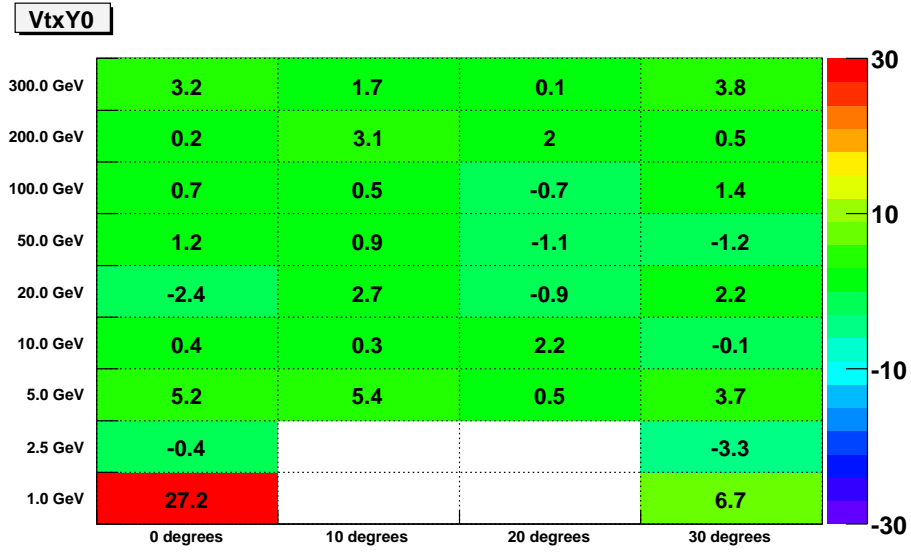 VtxY0
300.0 GeV 3.2 1.7 0.1 3.8
200.0 GeV 0.2 3.1 2 0.5
100.0 GeV 0.7 0.5 -0.7 1.4
50.0 GeV 1.2 0.9 -1.1 -1.2
20.0 GeV -2.4 2.7 -0.9 2.2
10.0 GeV 0.4 0.3 2.2 -0.1
5.0 GeV 5.2 5.4 0.5 3.7
2.5 GeV -0.4 -3.3
1.0 GeV 27.2 6.7
0 degrees 10 degrees 20 degrees 30 degrees
30
10
-10
-30